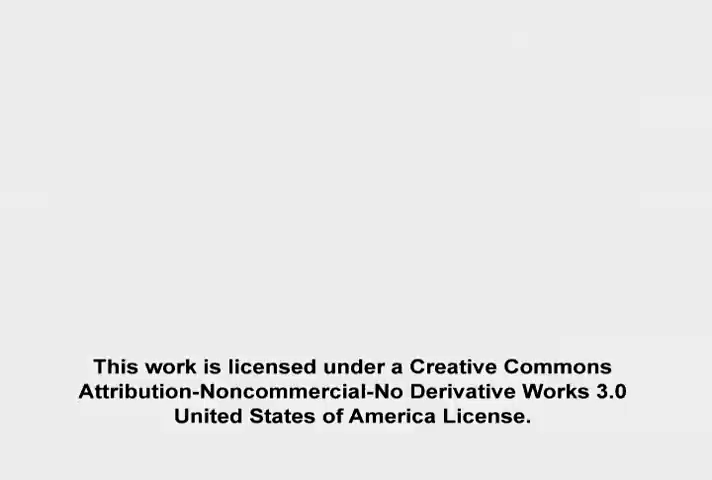 This work is licensed under a Creative Commons
Attribution-Noncommercial-No Derivative Works 3.0
United States of America License.